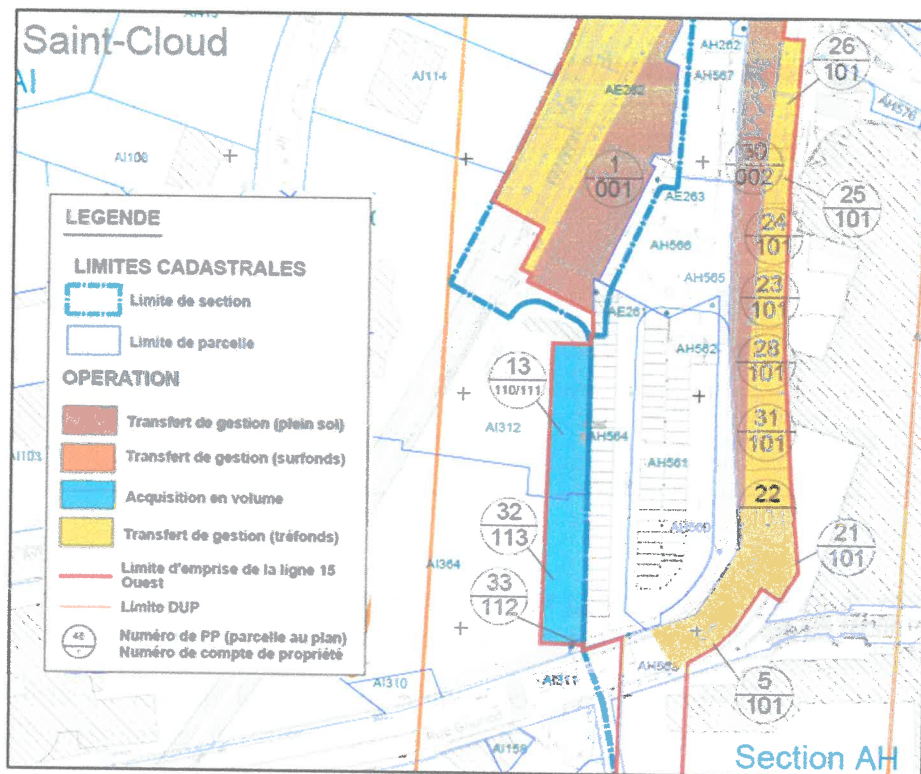 Saint-Cloud
AI
AI114
AE262
AH262
AH567
26
101
AH576
AI106
1
001
30
002
25
101
AE263
AH566
AH565
24
101
23
101
AE261
AH562
28
101
LEGENDE
LIMITES CADASTRALES
Limite de section
Limite de parcelle
OPERATION
Transfert de gestion (plein sol)
Transfert de gestion (surfonds)
Acquisition en volume
Transfert de gestion (tréfonds)
Limite d'emprise de la ligne 15
Ouest
Limite DUP
Numéro de PP (parcelle au plan)
Numéro de compte de propriété
13
110/111
AI312
AI103
AH564
31
101
AH561
22
32
113
21
101
AI364
33
112
AI310
AI311
5
101
AI158
Section AH